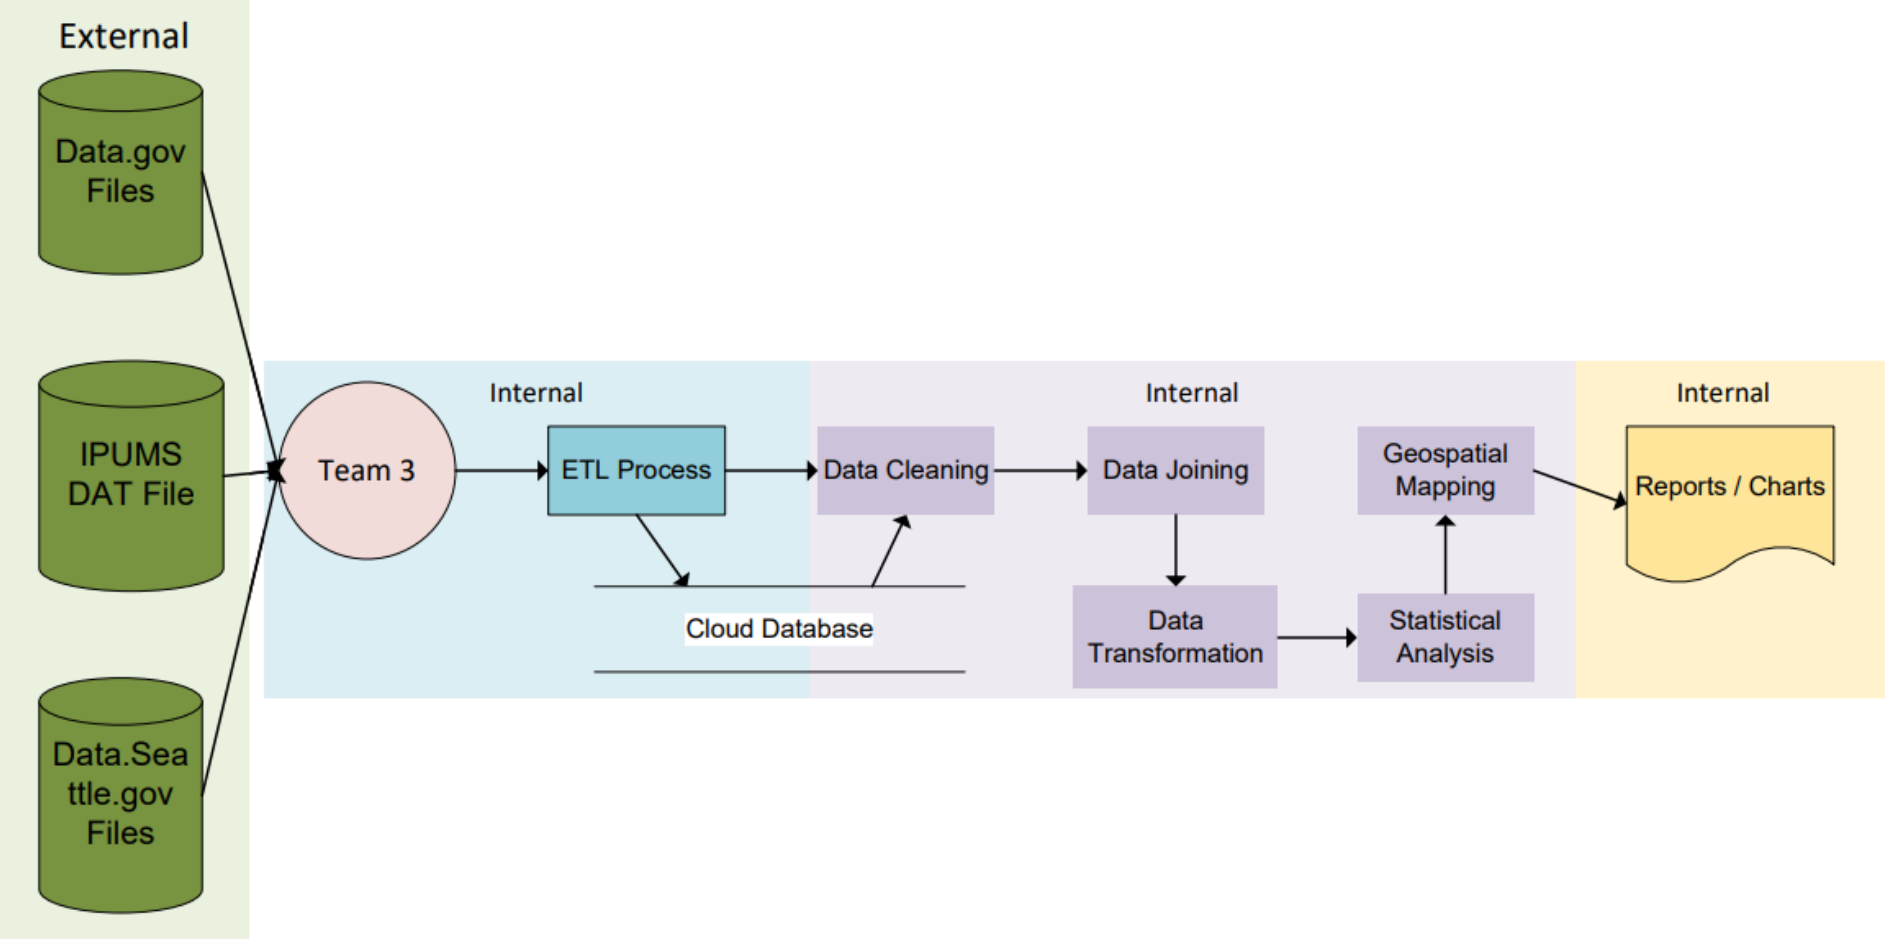 External
Data.gov
Files
IPUMS
DAT File
Data.Sea
ttle.gov
Files
Internal
Team 3
ETL Process
Cloud Database
Internal
Data Cleaning
Data Joining
Data
Transformation
Statistical
Analysis
Geospatial
Mapping
Internal
Reports / Charts